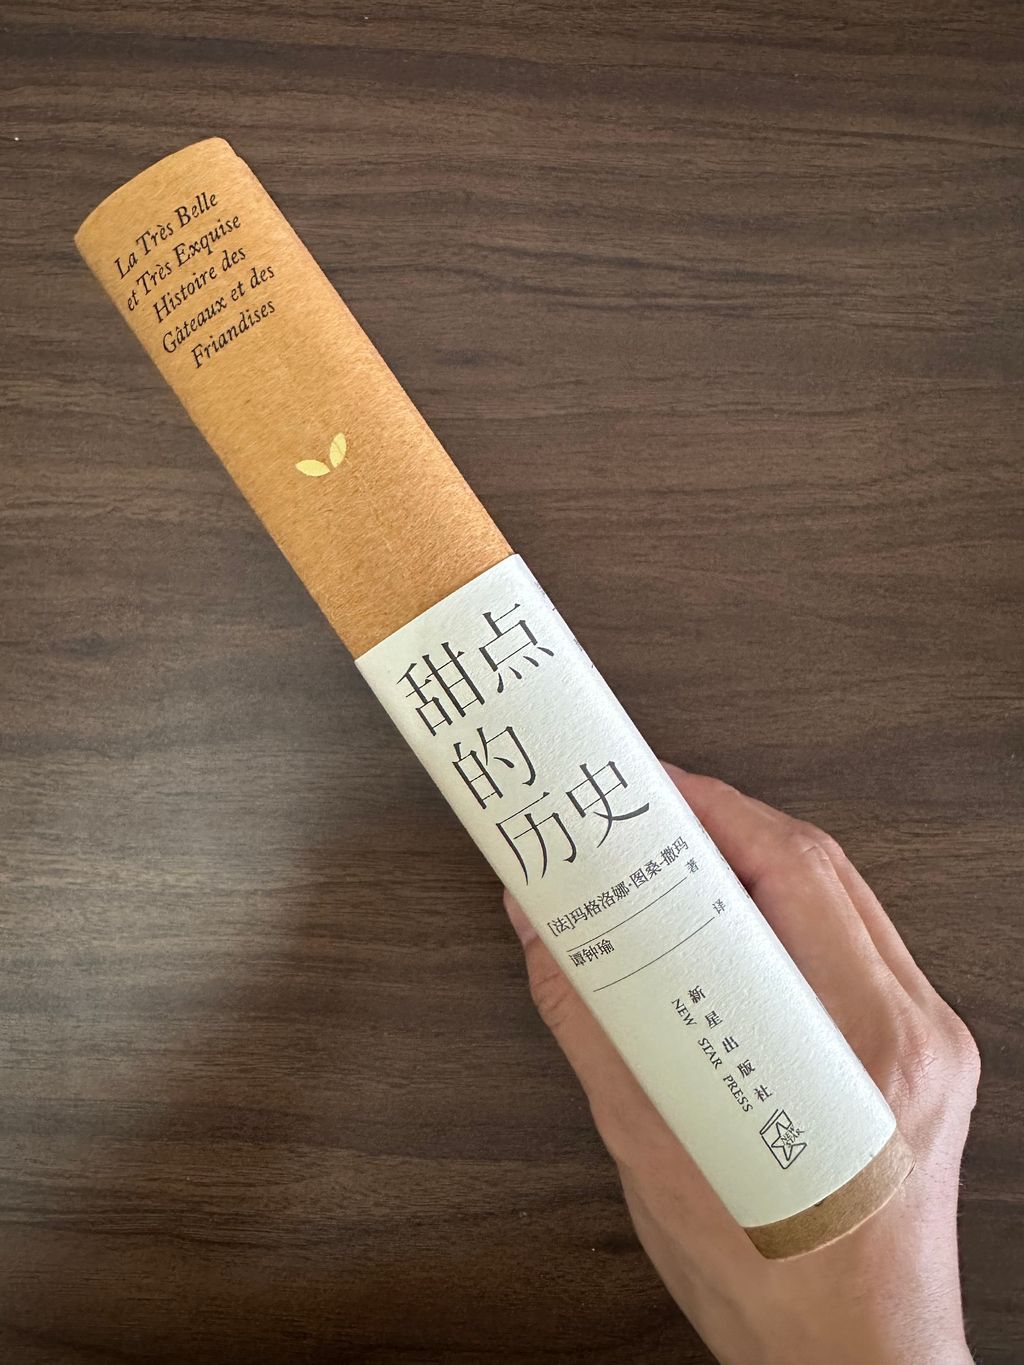 La Très Belle
et Très Exquise
Histoire des
Gâteaux et des
Friandises
甜点
的
历史
[法]玛格洛娜·图桑-撒玛 著
谭钟瑜 译
新星出版社
NEW STAR PRESS
NEW
STAR